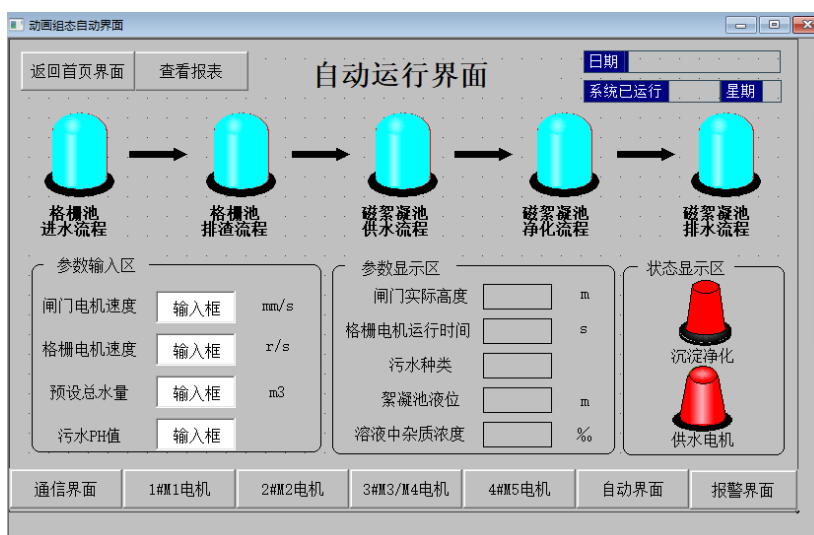 动画组态自动界面
返回首页界面 查看报表
自动运行界面
日期
系统已运行 星期
格栅池
进水流程
格栅池
排渣流程
磁絮凝池
供水流程
磁絮凝池
净化流程
磁絮凝池
排水流程
参数输入区
闸门电机速度 输入框 mm/s
格栅电机速度 输入框 r/s
预设总水量 输入框 m3
污水PH值 输入框
参数显示区
闸门实际高度 m
格栅电机运行时间 s
污水种类
絮凝池液位 m
溶液中杂质浓度 ‰
状态显示区
沉淀净化
供水电机
通信界面 1#M1电机 2#M2电机 3#M3/M4电机 4#M5电机 自动界面 报警界面